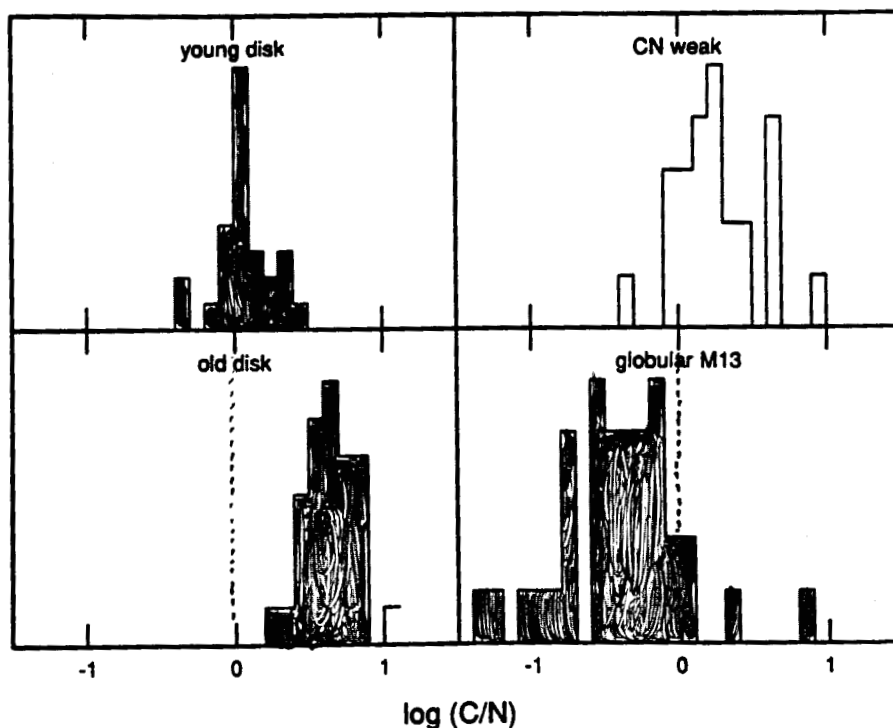 young disk
CN weak
old disk
globular M13
-1 0 1 -1 0 1
log (C/N)